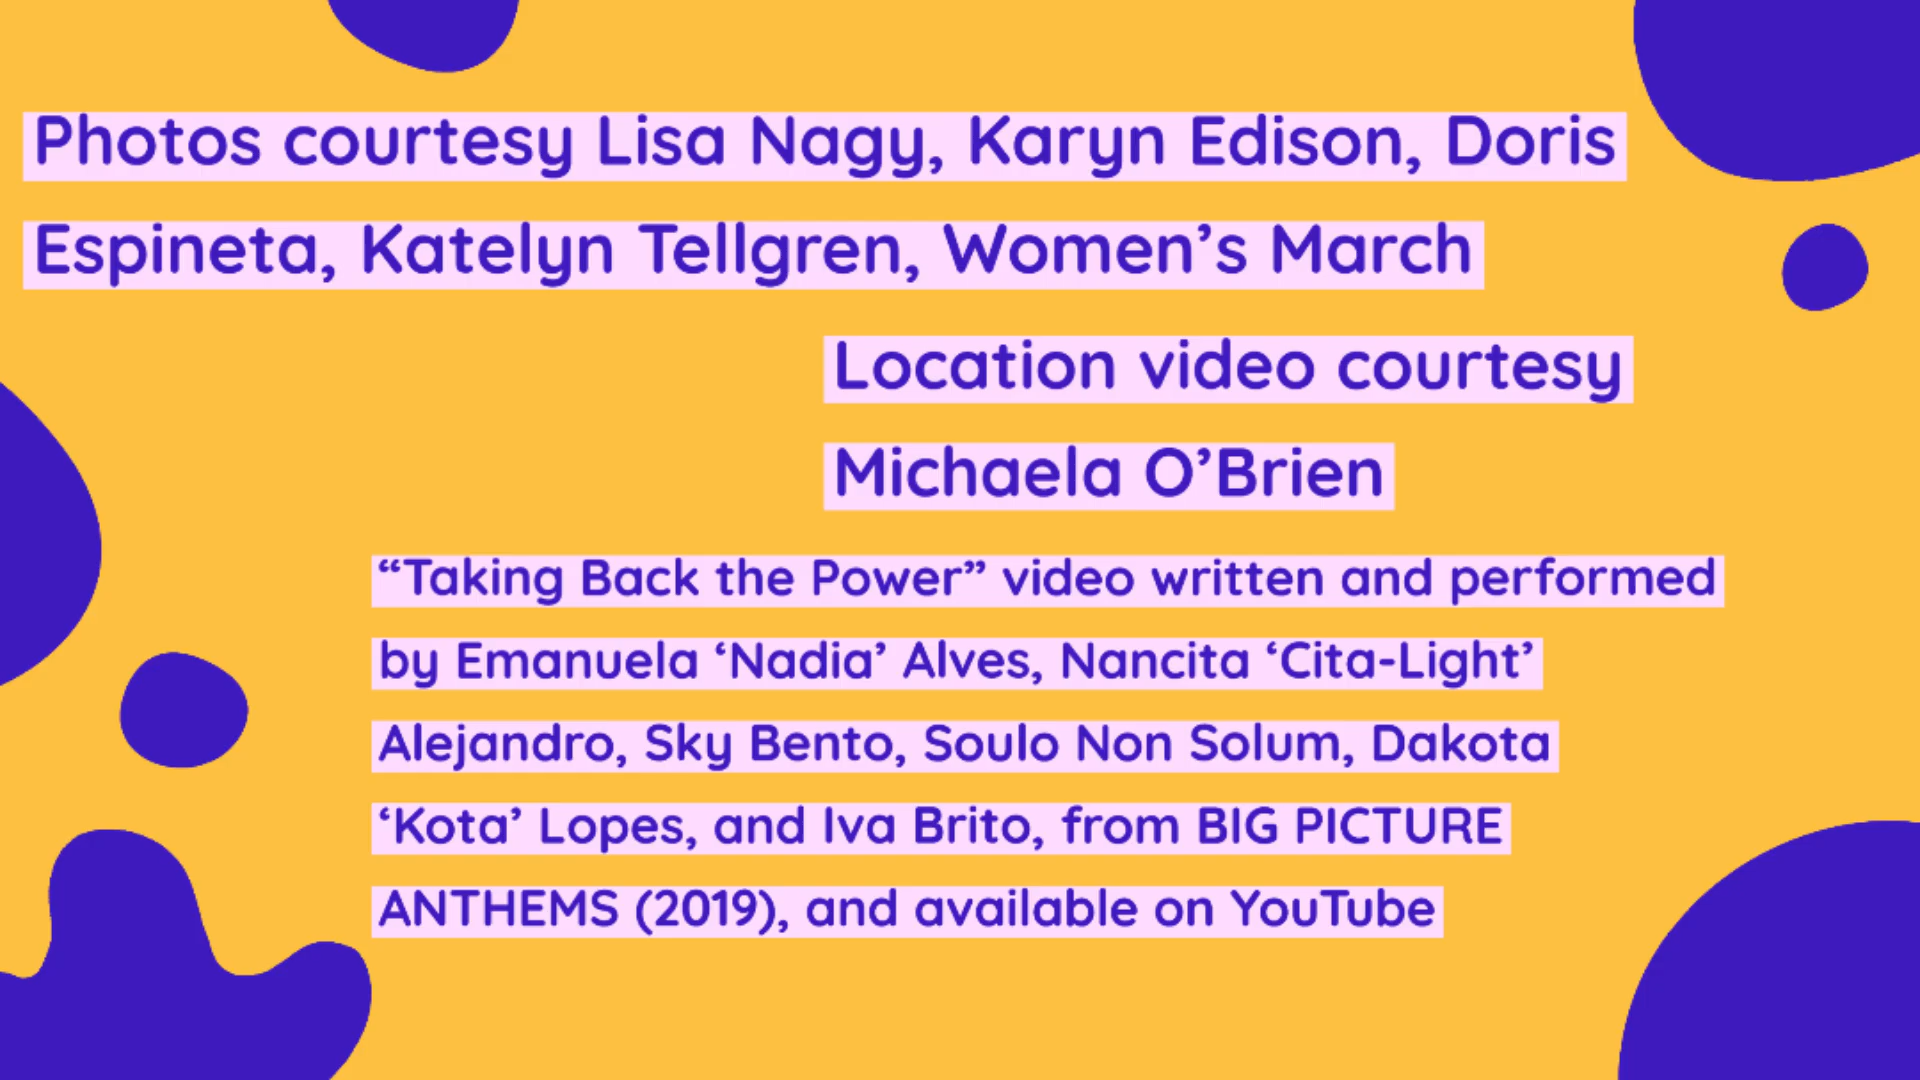 Photos courtesy Lisa Nagy, Karyn Edison, Doris
Espineta, Katelyn Tellgren, Women’s March
Location video courtesy
Michaela O’Brien
“Taking Back the Power” video written and performed
by Emanuela ‘Nadia’ Alves, Nancita ‘Cita-Light’
Alejandro, Sky Bento, Soulo Non Solum, Dakota
‘Kota’ Lopes, and Iva Brito, from BIG PICTURE
ANTHEMS (2019), and available on YouTube